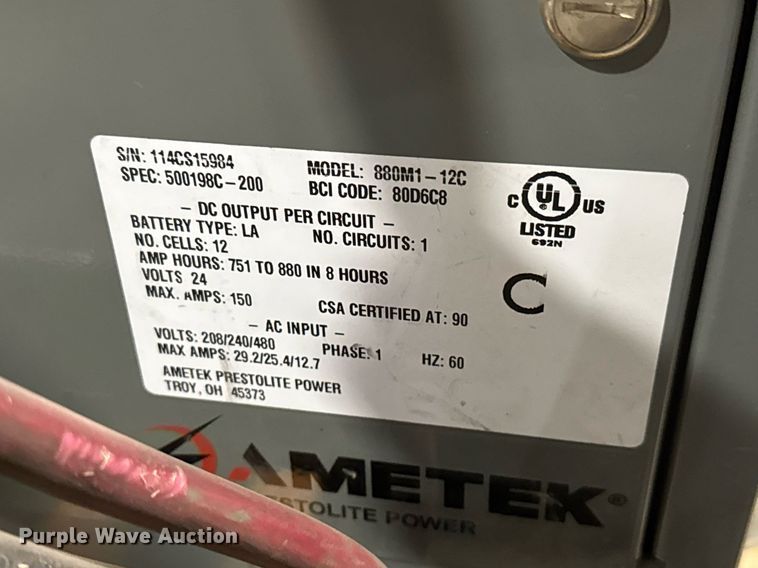 S/N: 114CS15984
MODEL: 880M1-12C
SPEC: 500198C-200
BCI CODE: 80D6C8
- DC OUTPUT PER CIRCUIT -
BATTERY TYPE: LA
NO. CIRCUITS: 1
NO. CELLS: 12
AMP HOURS: 751 TO 880 IN 8 HOURS
VOLTS 24
MAX. AMPS: 150
CSA CERTIFIED AT: 90
- AC INPUT -
VOLTS: 208/240/480
PHASE: 1
HZ: 60
MAX AMPS: 29.2/25.4/12.7
AMETEK PRESTOLITE POWER
TROY, OH 45373
C UL US
LISTED
692N
C
AMETEK®
PRESTOLITE POWER
Purple Wave Auction